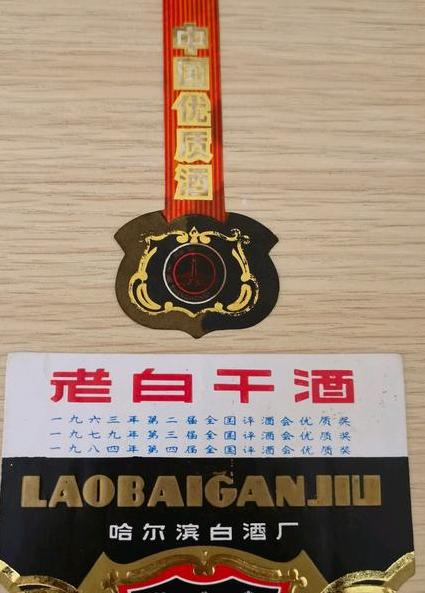 中国优质酒
老白干酒
一九六三年第二届全国评酒会优质奖
一九七九年第三届全国评酒会优质奖
一九八四年第四届全国评酒会优质奖
LAOBAIGANJIU
哈尔滨白酒厂